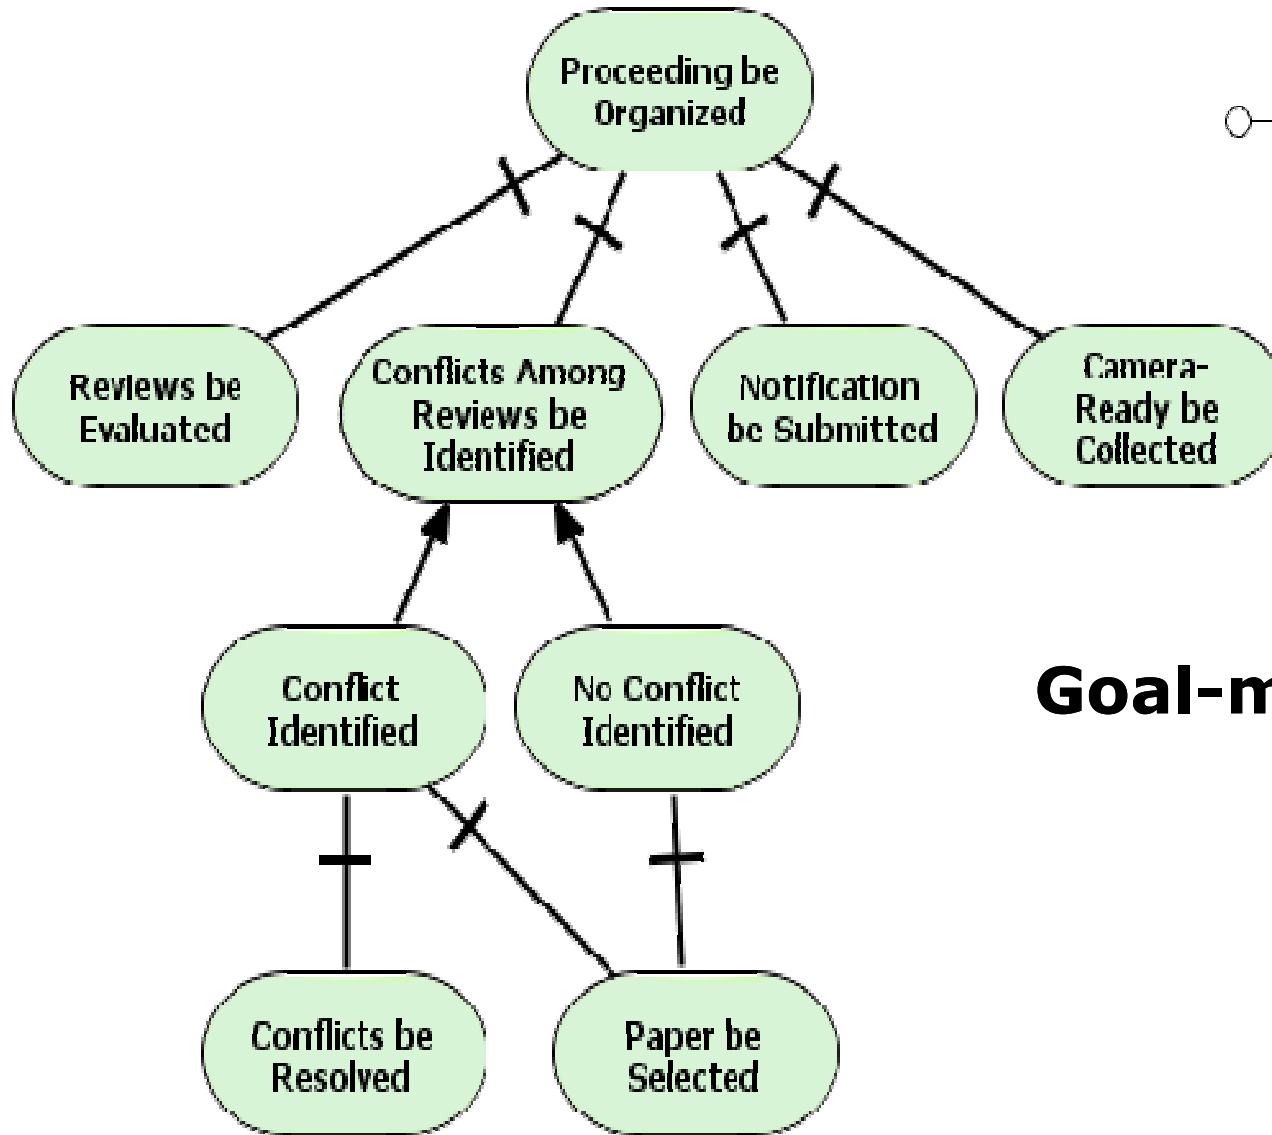 Proceeding be
Organized
Reviews be
Evaluated
Conflicts Among
Reviews be
Identified
Notification
be Submitted
Camera-
Ready be
Collected
Conflict
Identified
No Conflict
Identified
Goal-m
Conflicts be
Resolved
Paper be
Selected